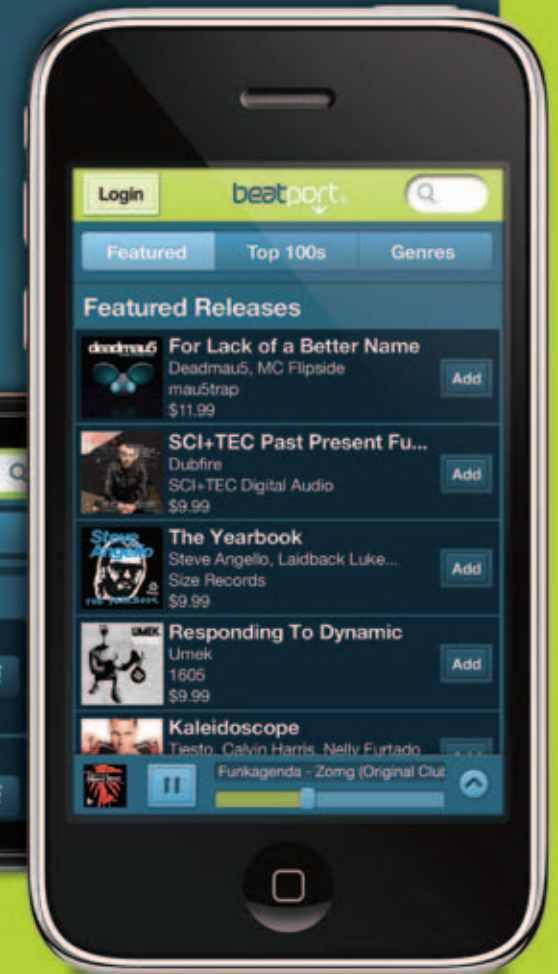 Login
beatport
Featured
Top 100s
Genres
Featured Releases
deadmau5
For Lack of a Better Name
Deadmau5, MC Flipside
mau5trap
$11.99
Add
SCI+TEC Past Present Fu...
Dubfire
SCI+TEC Digital Audio
$9.99
Add
Steve
Angello
THE YEARBOOK
The Yearbook
Steve Angello, Laidback Luke...
Size Records
$9.99
Add
UMEK
Responding To Dynamic
Umek
1605
$9.99
Add
Kaleidoscope
Tiesto, Calvin Harris, Nelly Furtado
Funkagenda - Zomg (Original Club